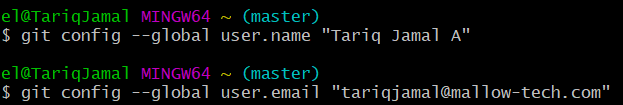 el@TariqJamal MINGW64 ~ (master)
$ git config --global user.name "Tariq Jamal A"
el@TariqJamal MINGW64 ~ (master)
$ git config --global user.email "tariqjamal@mallow-tech.com"